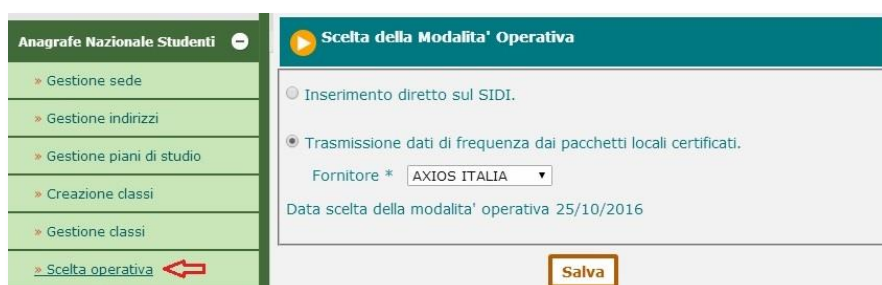 Anagrafe Nazionale Studenti
» Gestione sede
» Gestione indirizzi
» Gestione piani di studio
» Creazione classi
» Gestione classi
» Scelta operativa
Scelta della Modalita' Operativa
Inserimento diretto sul SIDI.
Trasmissione dati di frequenza dai pacchetti locali certificati.
Fornitore * AXIOS ITALIA
Data scelta della modalita' operativa 25/10/2016
Salva